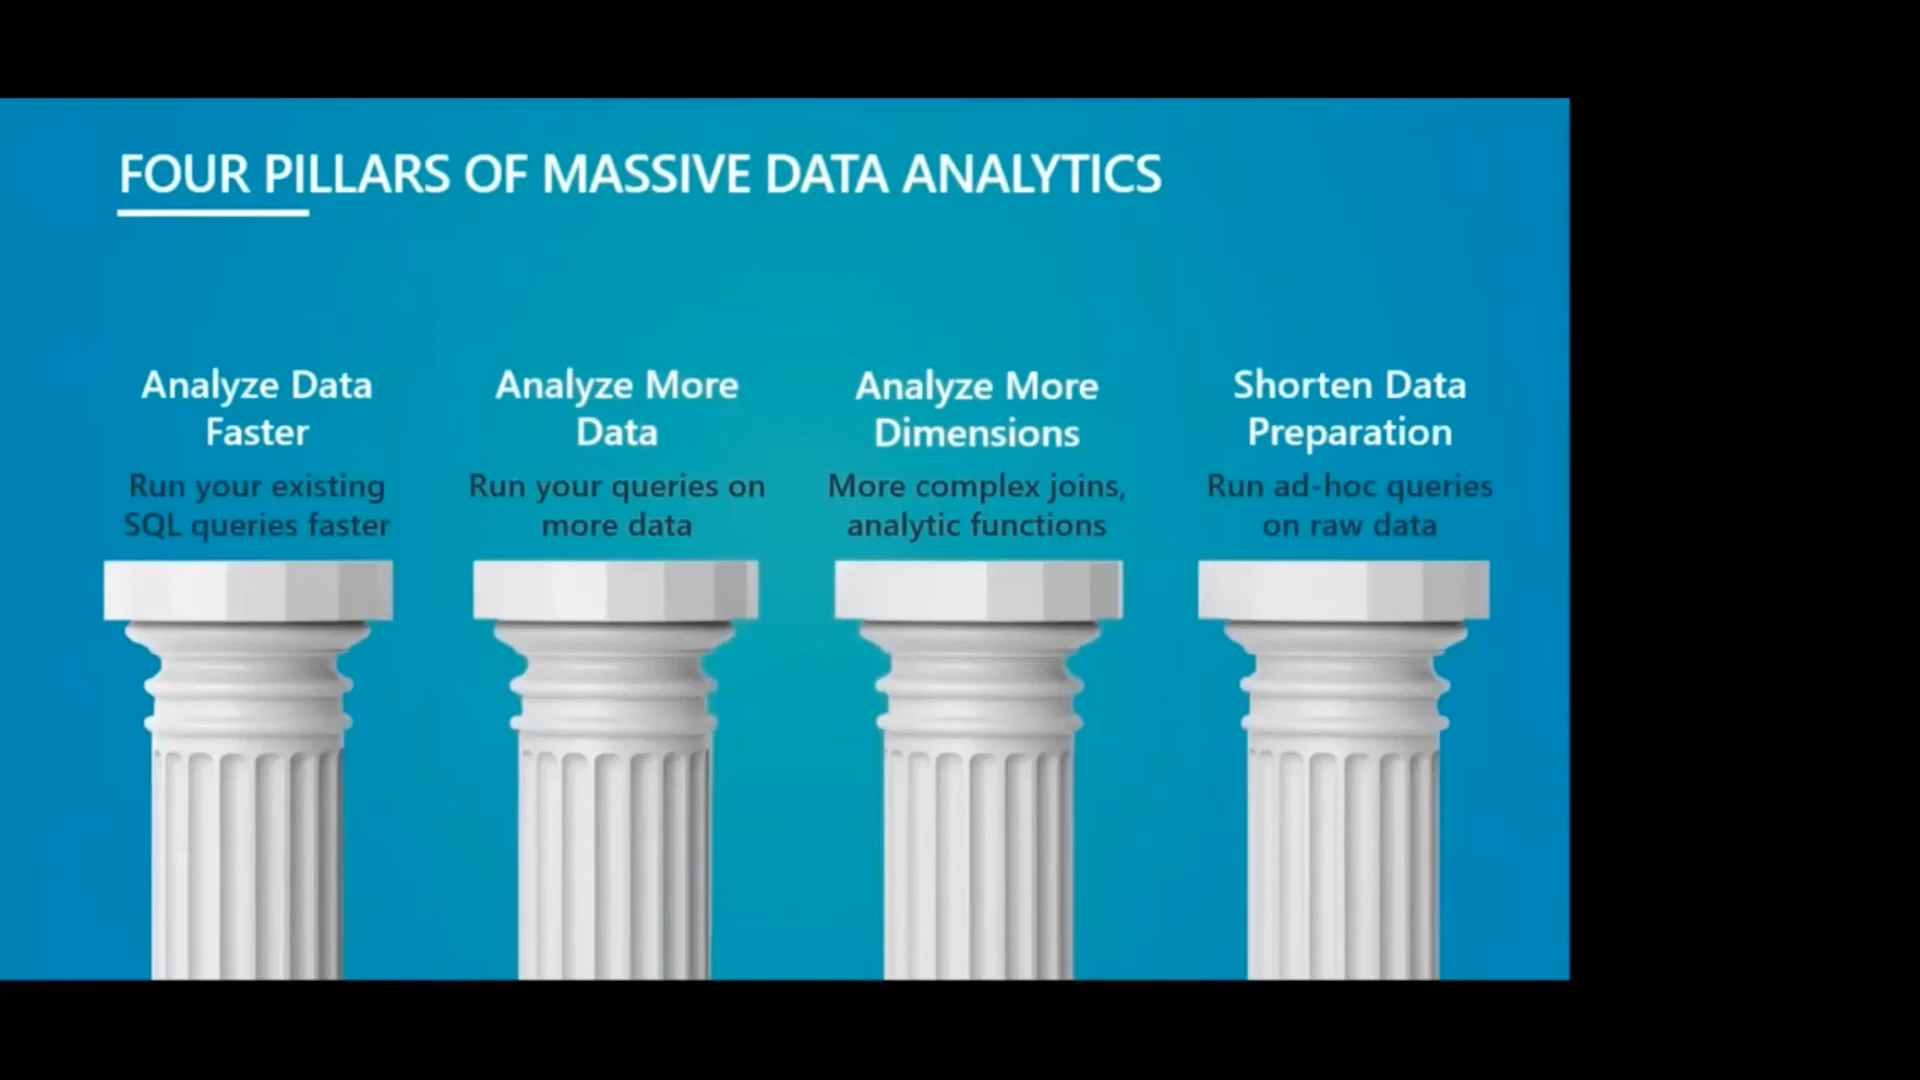 FOUR PILLARS OF MASSIVE DATA ANALYTICS
Analyze Data
Faster
Run your existing
SQL queries faster
Analyze More
Data
Run your queries on
more data
Analyze More
Dimensions
More complex joins,
analytic functions
Shorten Data
Preparation
Run ad-hoc queries
on raw data